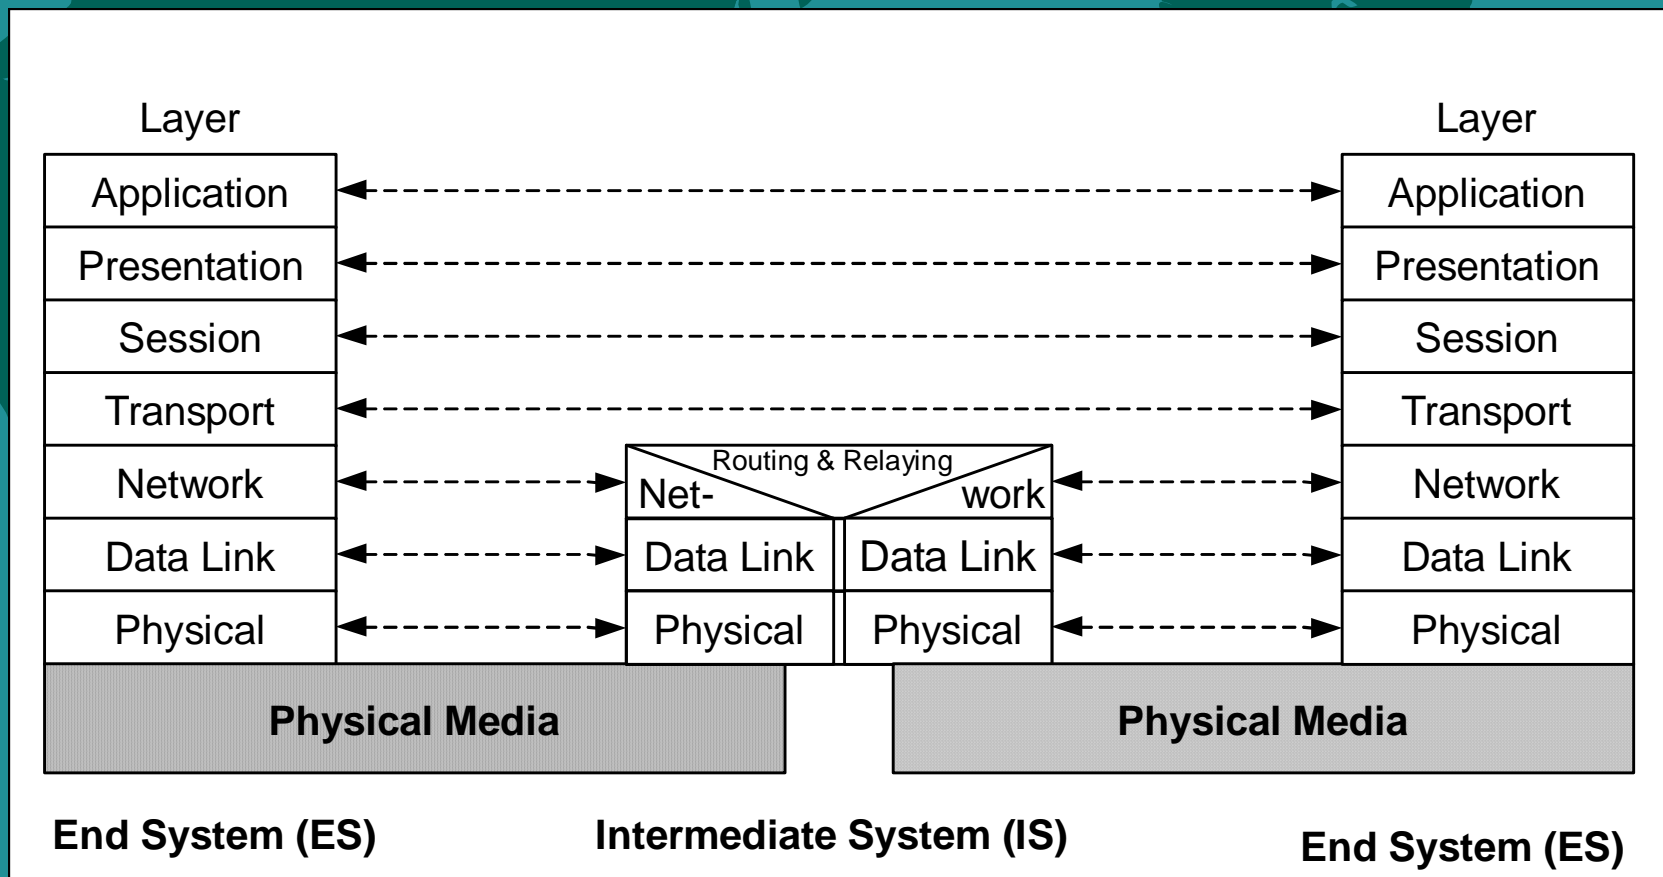 Layer Layer
Application Application
Presentation Presentation
Session Session
Transport Transport
Routing & Relaying
Network Net- work Network
Data Link Data Link Data Link Data Link
Physical Physical Physical Physical
Physical Media Physical Media
End System (ES) Intermediate System (IS) End System (ES)